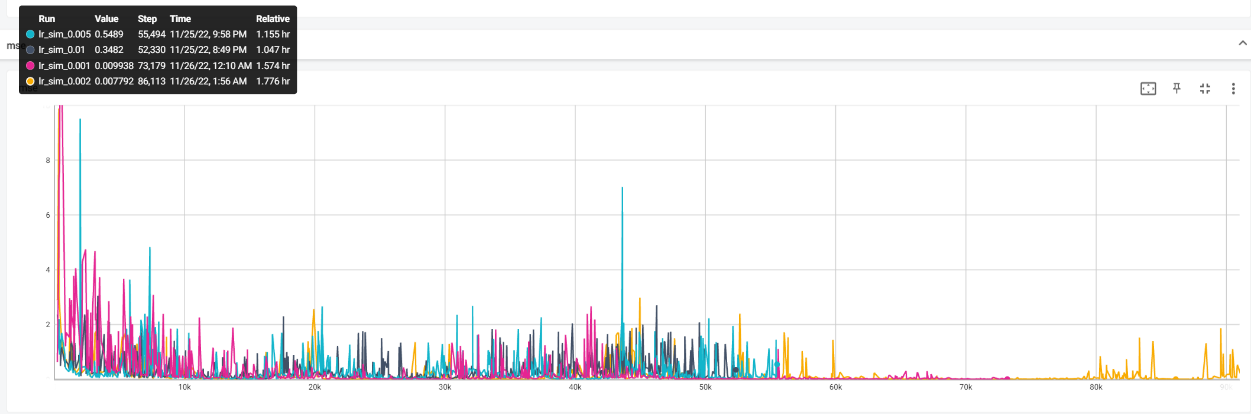 Run Value Step Time Relative
lr_sim_0.005 0.5489 55,494 11/25/22, 9:58 PM 1.155 hr
lr_sim_0.01 0.3482 52,330 11/25/22, 8:49 PM 1.047 hr
lr_sim_0.001 0.009938 73,179 11/26/22, 12:10 AM 1.574 hr
lr_sim_0.002 0.007792 86,113 11/26/22, 1:56 AM 1.776 hr
8
6
4
2
10k 20k 30k 40k 50k 60k 70k 80k 90k